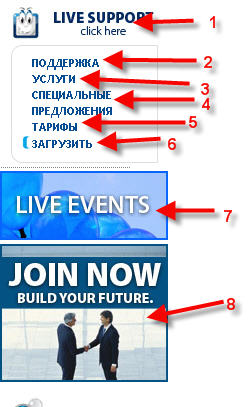 LIVE SUPPORT 1
click here
ПОДДЕРЖКА 2
УСЛУГИ 3
СПЕЦИАЛЬНЫЕ
ПРЕДЛОЖЕНИЯ 4
ТАРИФЫ 5
ЗАГРУЗИТЬ 6
LIVE EVENTS 7
JOIN NOW
BUILD YOUR FUTURE. 8